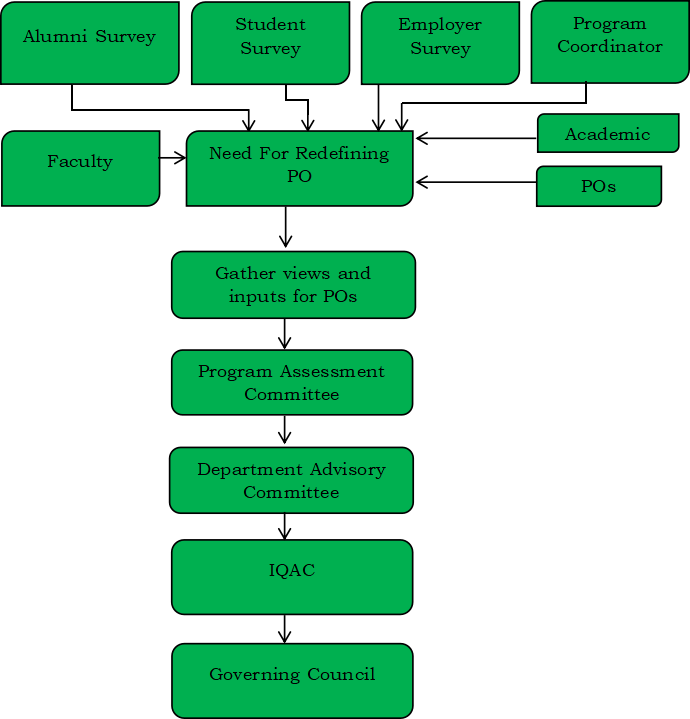 Alumni Survey
Student
Survey
Employer
Survey
Program
Coordinator
Faculty
Need For Redefining
PO
Academic
POs
Gather views and
inputs for POs
Program Assessment
Committee
Department Advisory
Committee
IQAC
Governing Council